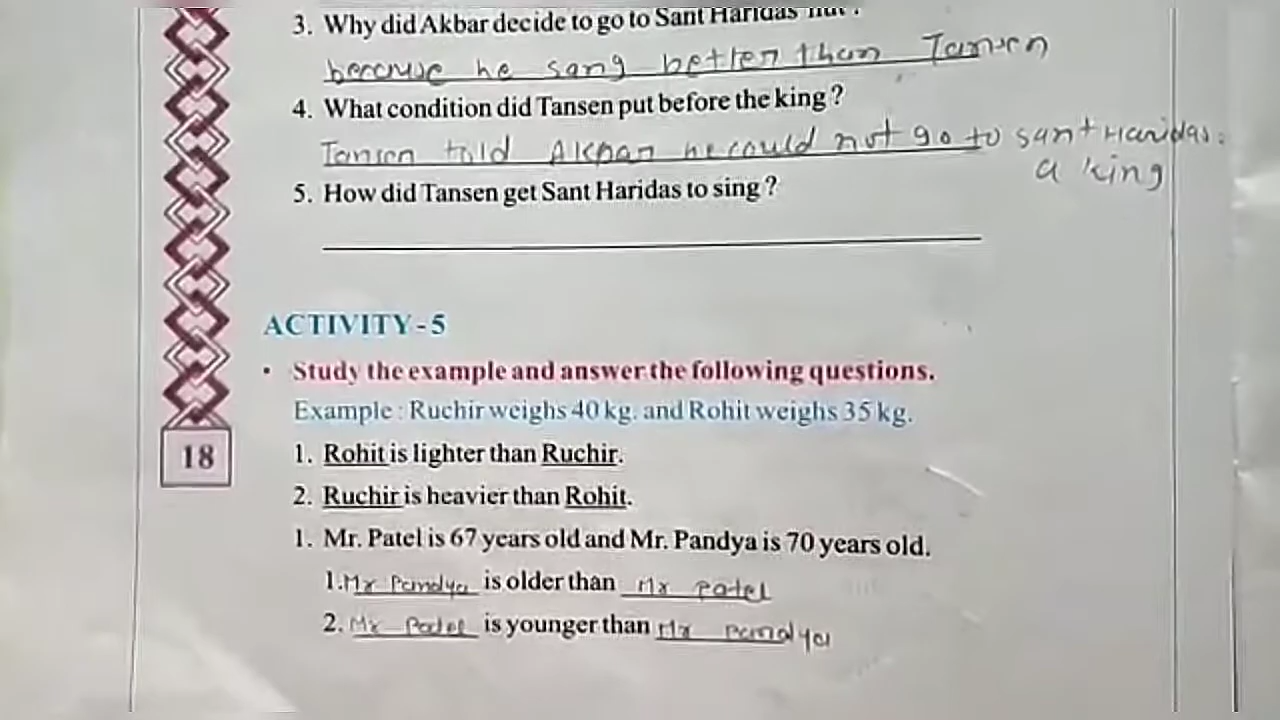 3. Why did Akbar decide to go to Sant Haridas' hut?
because he sang better than Tansen
4. What condition did Tansen put before the king?
Tansen told Akbar he could not go to sant Haridas.
a king
5. How did Tansen get Sant Haridas to sing?
ACTIVITY - 5
• Study the example and answer the following questions.
Example : Ruchir weighs 40 kg. and Rohit weighs 35 kg.
18
1. Rohit is lighter than Ruchir.
2. Ruchir is heavier than Rohit.
1. Mr. Patel is 67 years old and Mr. Pandya is 70 years old.
1. Mr Pandya is older than Mr Patel
2. Mr Patel is younger than Mr Pandya